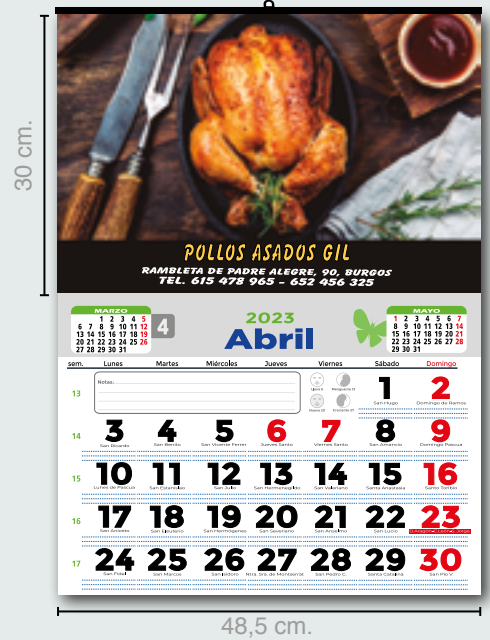 30 cm.
POLLOS ASADOS GIL
RAMBLETA DE PADRE ALEGRE, 90, BURGOS
TEL. 615 478 965 - 652 456 325
MARZO
1 2 3 4 5
6 7 8 9 10 11 12
13 14 15 16 17 18 19
20 21 22 23 24 25 26
27 28 29 30 31
4
2023
Abril
MAYO
1 2 3 4 5 6 7
8 9 10 11 12 13 14
15 16 17 18 19 20 21
22 23 24 25 26 27 28
29 30 31
sem. Lunes Martes Miércoles Jueves Viernes Sábado Domingo
13 Notas: 1 2
San Hugo Domingo de Ramos
14 3 4 5 6 7 8 9
San Ricardo San Benito San Vicente Ferrer Jueves Santo Viernes Santo San Amancio Domingo Pascua
15 10 11 12 13 14 15 16
Lunes de Pascua San Estanislao San Julio San Hermenegildo San Valeriano Santa Anastasia Santo Toribio
16 17 18 19 20 21 22 23
San Aniceto San Eleuterio San Hermógenes San Severiano San Anselmo San Lucio
17 24 25 26 27 28 29 30
San Fidel San Marcos San Isidoro Ntra. Sra. de Montserrat San Pedro C. Santa Catalina San Pío V
48,5 cm.